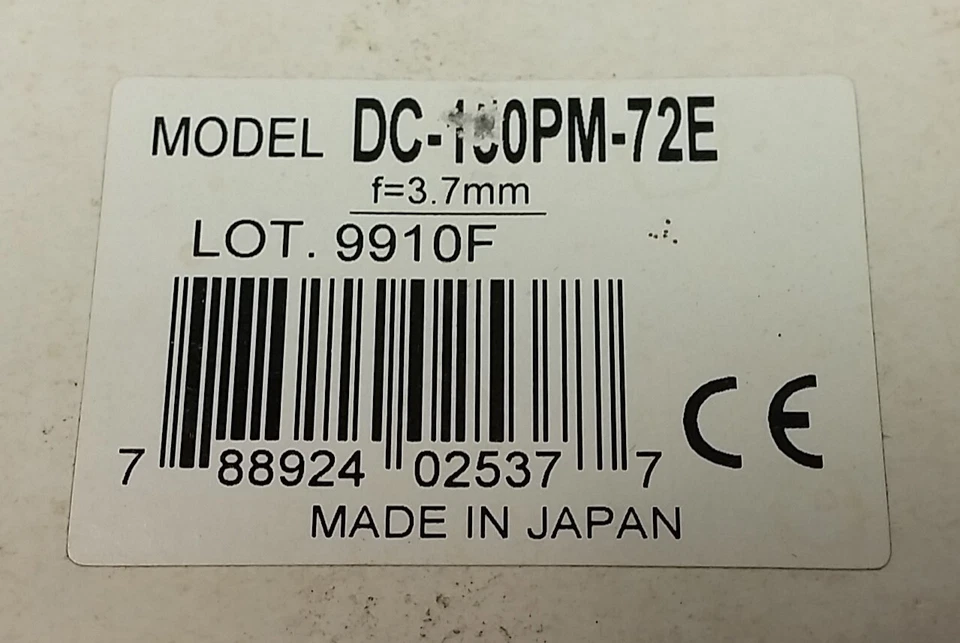 MODEL
f=3.7mm
LOT. 9910F
CE
7 88924 02537 7
MADE IN JAPAN